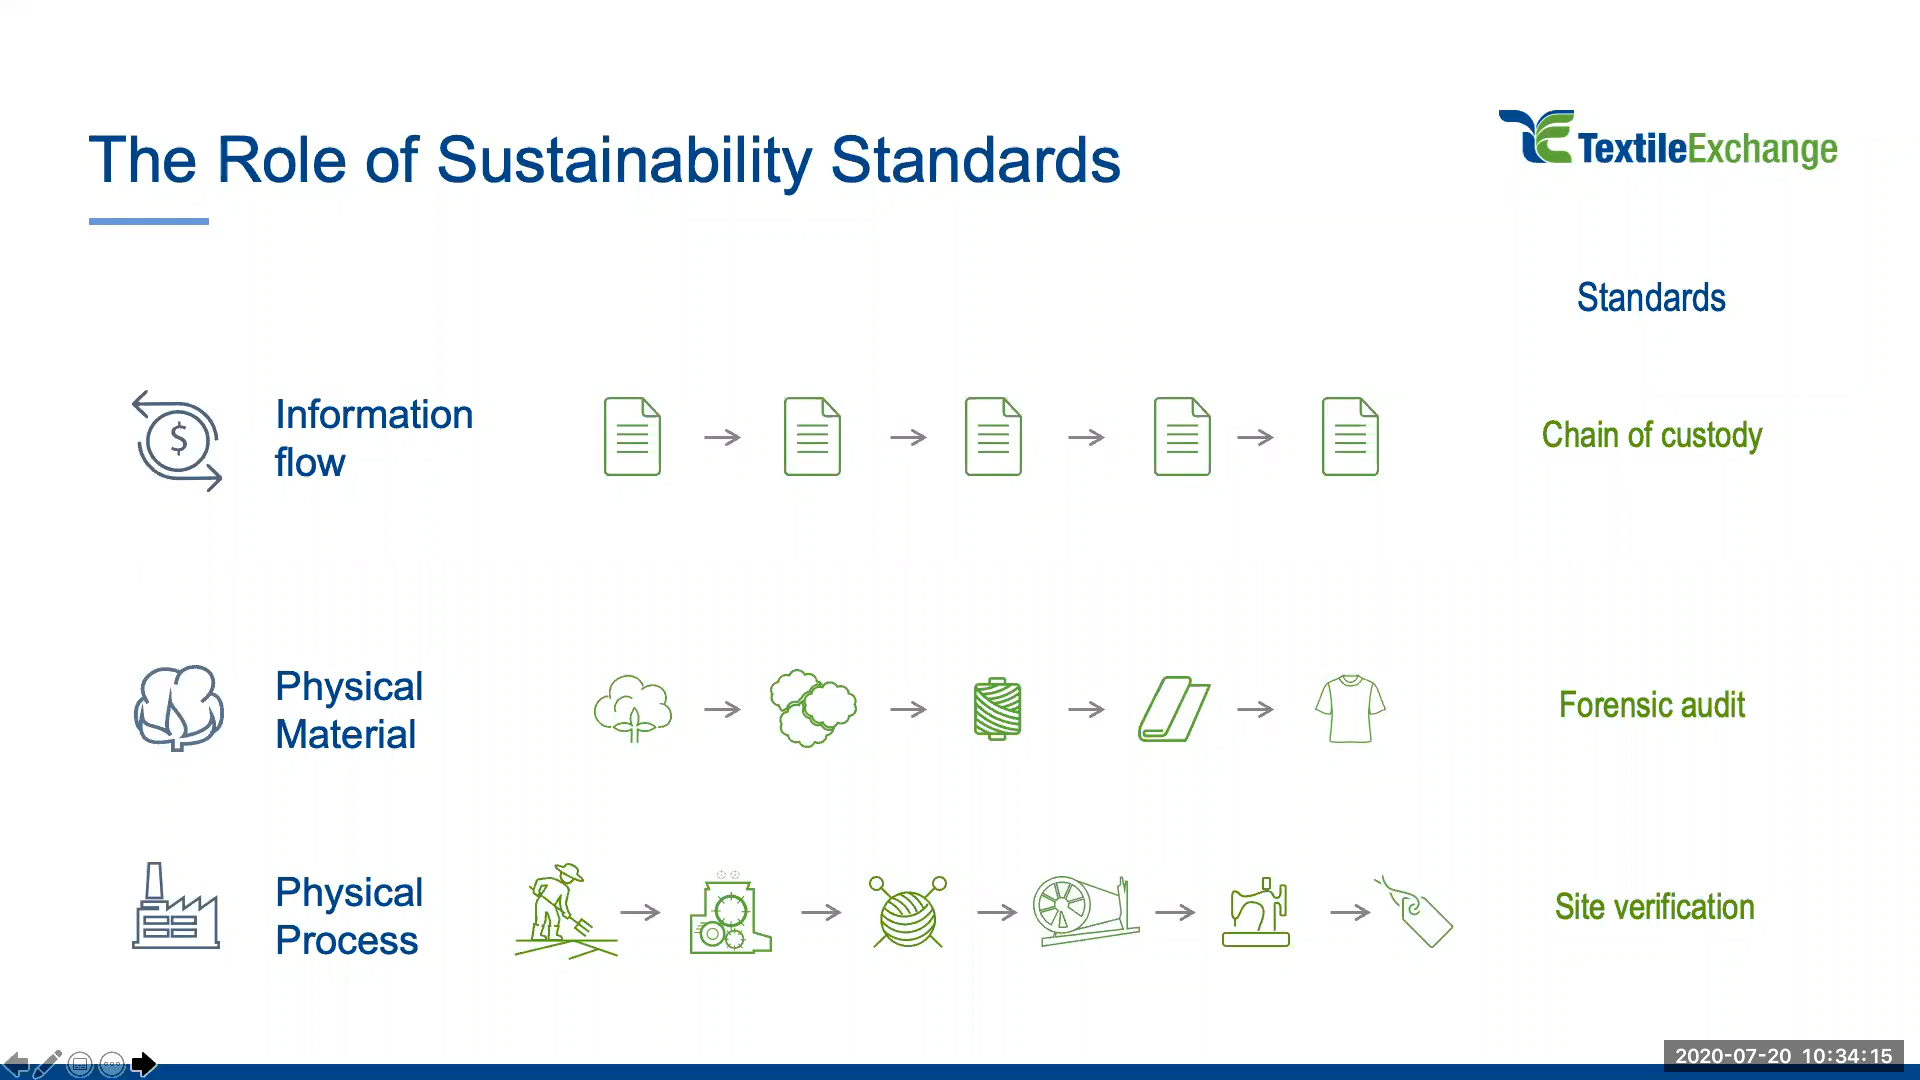 The Role of Sustainability Standards
TextileExchange
Standards
$
Information
flow
Chain of custody
Physical
Material
Forensic audit
Physical
Process
Site verification
2020-07-20 10:34:15